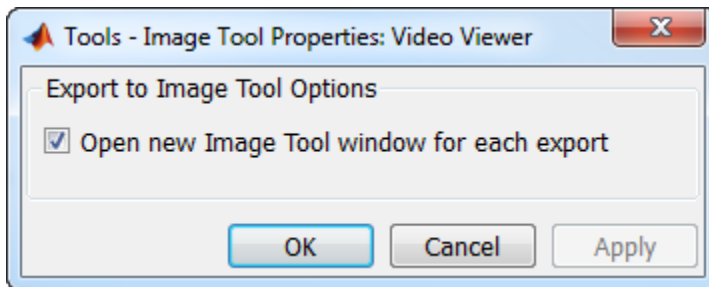 Tools - Image Tool Properties: Video Viewer
Export to Image Tool Options
Open new Image Tool window for each export
OK Cancel Apply